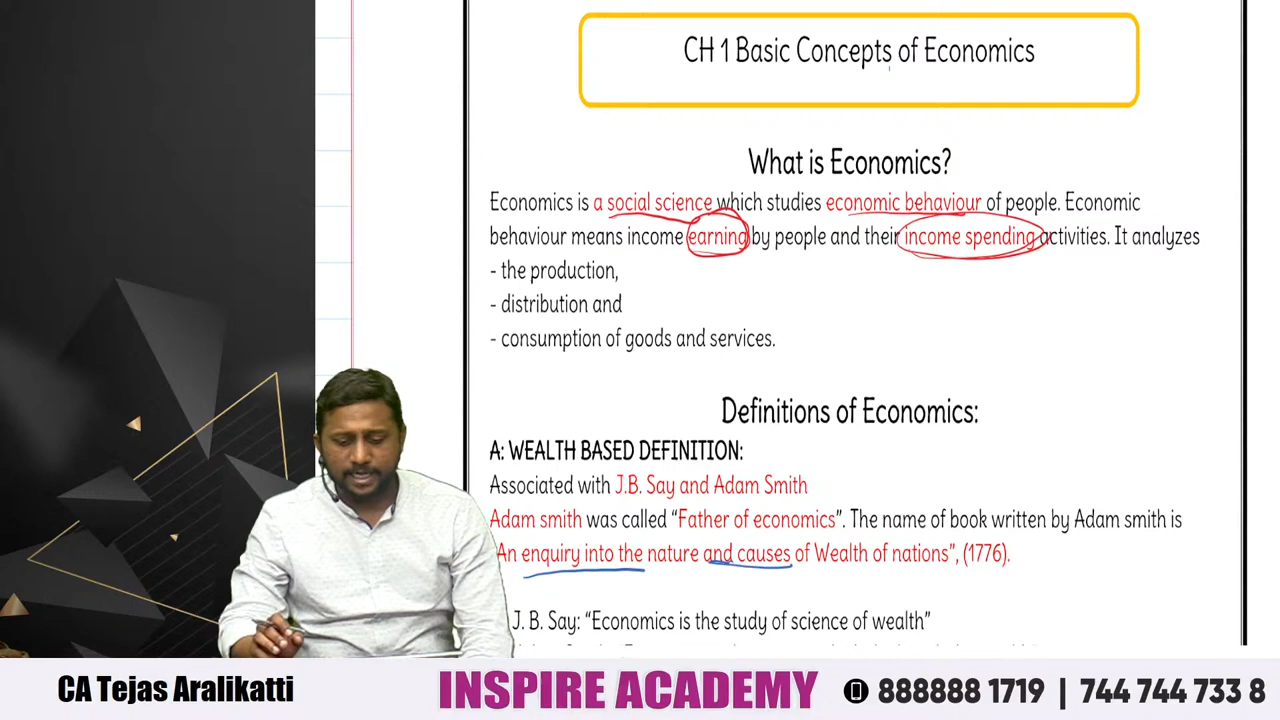 CH 1 Basic Concepts of Economics
What is Economics?
Economics is a social science which studies economic behaviour of people. Economic
behaviour means income earning by people and their income spending activities. It analyzes
- the production,
- distribution and
- consumption of goods and services.
Definitions of Economics:
A: WEALTH BASED DEFINITION:
Associated with J.B. Say and Adam Smith
Adam smith was called “Father of economics”. The name of book written by Adam smith is
An enquiry into the nature and causes of Wealth of nations”, (1776).
J. B. Say: “Economics is the study of science of wealth”
CA Tejas Aralikatti
INSPIRE ACADEMY
888888 1719 | 744 744 733 8